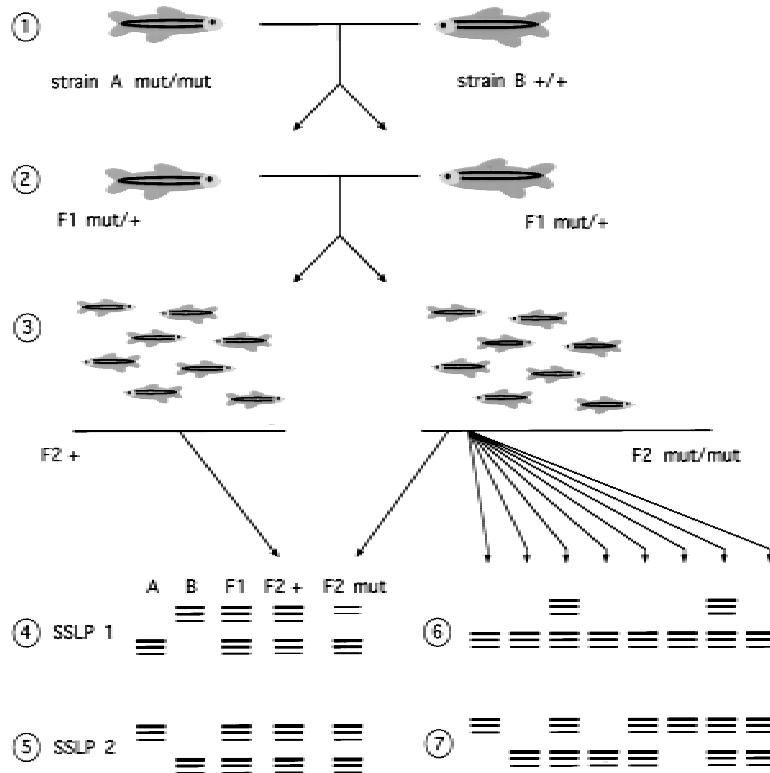 1
strain A mut/mut
strain B +/+
2
F1 mut/+
F1 mut/+
3
F2 +
F2 mut/mut
A B F1 F2 + F2 mut
4 SSLP 1
6
5 SSLP 2
7